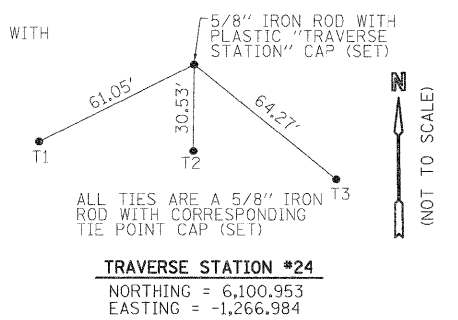 WITH
5/8" IRON ROD WITH
PLASTIC "TRAVERSE
STATION" CAP (SET)
61.05'
30.53'
64.27'
N
(NOT TO SCALE)
T1
T2
T3
ALL TIES ARE A 5/8" IRON
ROD WITH CORRESPONDING
TIE POINT CAP (SET)
TRAVERSE STATION #24
NORTHING = 6,100.953
EASTING = -1,266.984